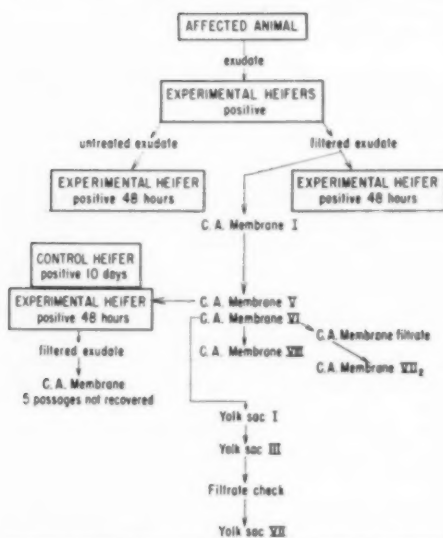 AFFECTED ANIMAL
exudate
EXPERIMENTAL HEIFERS
positive
untreated exudate
filtered exudate
EXPERIMENTAL HEIFER
positive 48 hours
EXPERIMENTAL HEIFER
positive 48 hours
C. A. Membrane I
CONTROL HEIFER
positive 10 days
EXPERIMENTAL HEIFER
positive 48 hours
C. A. Membrane V
C. A. Membrane VI
C. A. Membrane filtrate
filtered exudate
C. A. Membrane VIII
C. A. Membrane VII₂
C. A. Membrane
5 passages not recovered
Yolk sac I
Yolk sac III
Filtrate check
Yolk sac VII